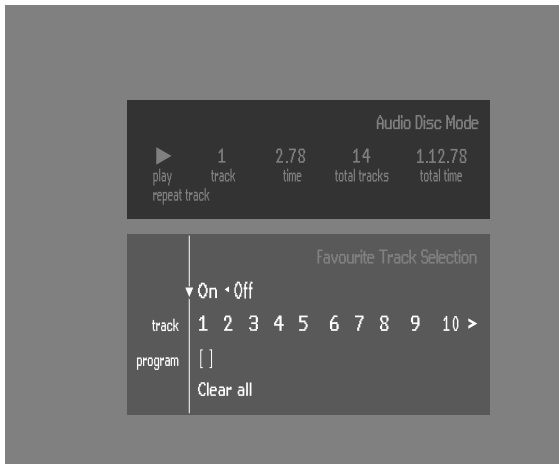 Audio Disc Mode
1 2.78 14 1.12.78
play track time total tracks total time
repeat track
Favourite Track Selection
On Off
track 1 2 3 4 5 6 7 8 9 10 >
program [ ]
Clear all